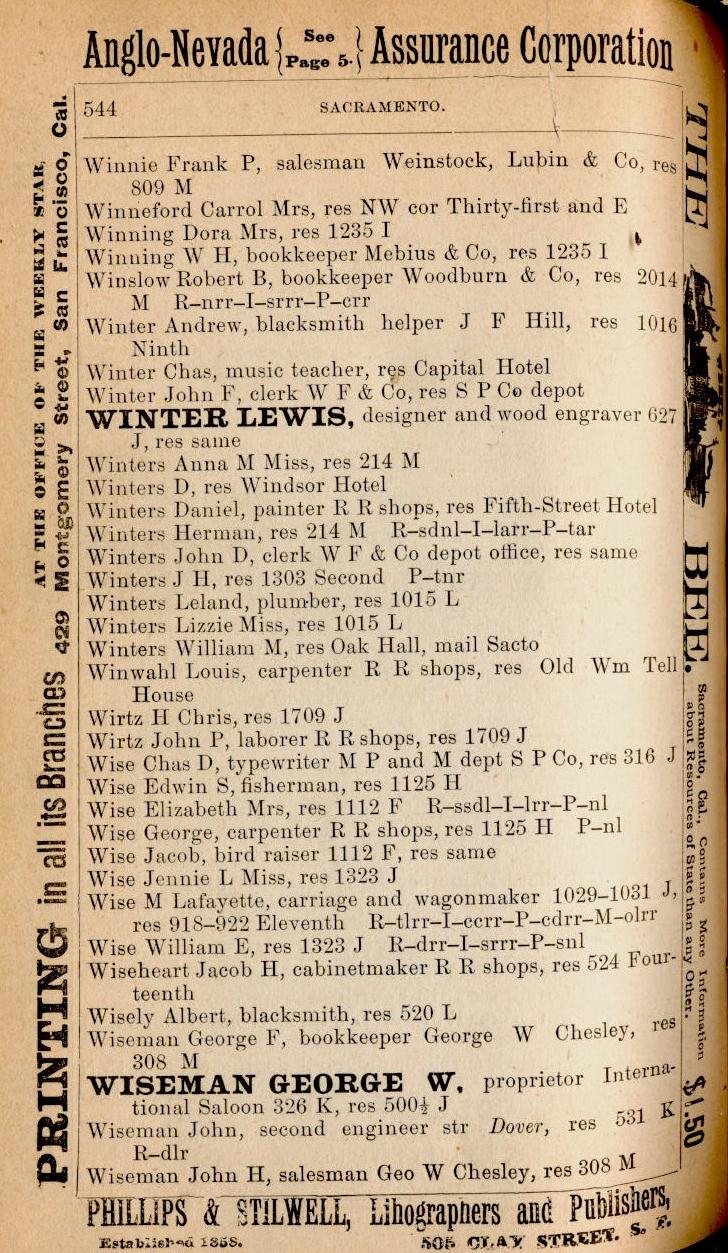 Anglo-Nevada { See Page 5. } Assurance Corporation
544 SACRAMENTO.
Winnie Frank P, salesman Weinstock, Lubin & Co, res
809 M
Winneford Carrol Mrs, res NW cor Thirty-first and E
Winning Dora Mrs, res 1235 I
Winning W H, bookkeeper Mebius & Co, res 1235 I
Winslow Robert B, bookkeeper Woodburn & Co, res 2014
M R–nrr–I–srrr–P–crr
Winter Andrew, blacksmith helper J F Hill, res 1016
Ninth
Winter Chas, music teacher, res Capital Hotel
Winter John F, clerk W F & Co, res S P Co depot
WINTER LEWIS, designer and wood engraver 627
J, res same
Winters Anna M Miss, res 214 M
Winters D, res Windsor Hotel
Winters Daniel, painter R R shops, res Fifth-Street Hotel
Winters Herman, res 214 M R–sdnl–I–larr–P–tar
Winters John D, clerk W F & Co depot office, res same
Winters J H, res 1303 Second P–tnr
Winters Leland, plumber, res 1015 L
Winters Lizzie Miss, res 1015 L
Winters William M, res Oak Hall, mail Sacto
Winwahl Louis, carpenter R R shops, res Old Wm Tell
House
Wirtz H Chris, res 1709 J
Wirtz John P, laborer R R shops, res 1709 J
Wise Chas D, typewriter M P and M dept S P Co, res 316 J
Wise Edwin S, fisherman, res 1125 H
Wise Elizabeth Mrs, res 1112 F R–ssdl–I–lrr–P–nl
Wise George, carpenter R R shops, res 1125 H P–nl
Wise Jacob, bird raiser 1112 F, res same
Wise Jennie L Miss, res 1323 J
Wise M Lafayette, carriage and wagonmaker 1029–1031 J,
res 918–922 Eleventh R–tlrr–I–ccrr–P–cdrr–M–olrr
Wise William E, res 1323 J R–drr–I–srrr–P–snl
Wiseheart Jacob H, cabinetmaker R R shops, res 524 Four-
teenth
Wisely Albert, blacksmith, res 520 L
Wiseman George F, bookkeeper George W Chesley, res
308 M
WISEMAN GEORGE W, proprietor Interna-
tional Saloon 326 K, res 500½ J
Wiseman John, second engineer str Dover, res 531 K
R–dlr
Wiseman John H, salesman Geo W Chesley, res 308 M
PHILLIPS & STILWELL, Lihographers and Publishers,
Established 1858. 505 CLAY STREET. S. F.
PRINTING in all its Branches
AT THE OFFICE OF THE WEEKLY STAR,
429 Montgomery Street, San Francisco, Cal.
THE BEE.
Sacramento, Cal., Contains More Information
about Resources of State than any Other.
$1.50